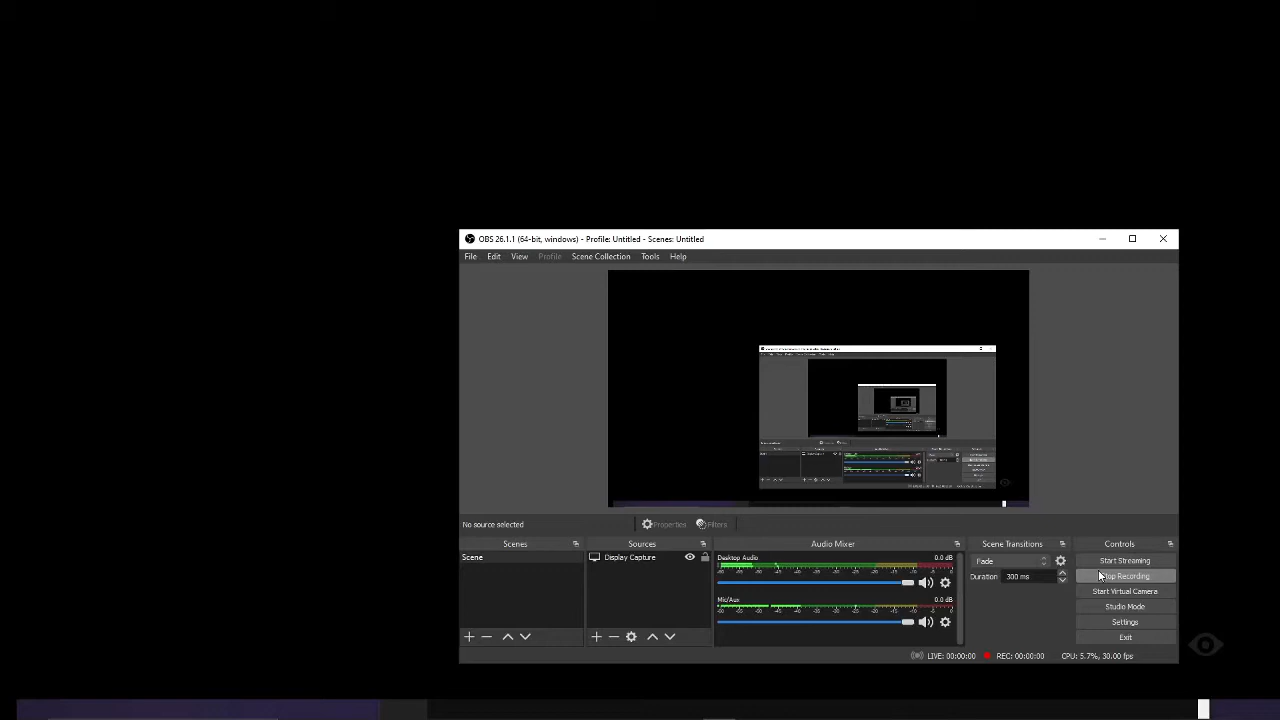 OBS 26.1.1 (64-bit, windows) - Profile: Untitled - Scenes: Untitled
File Edit View Profile Scene Collection Tools Help
No source selected Properties Filters
Scenes Sources Audio Mixer Scene Transitions Controls
Scene
Display Capture
Desktop Audio 0.0 dB
Mic/Aux 0.0 dB
Fade
Duration 300 ms
Start Streaming
Stop Recording
Start Virtual Camera
Studio Mode
Settings
Exit
LIVE: 00:00:00 REC: 00:00:00 CPU: 5.7%, 30.00 fps